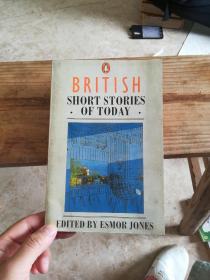 BRITISH
SHORT STORIES
· OF TODAY ·
EDITED BY ESMOR JONES